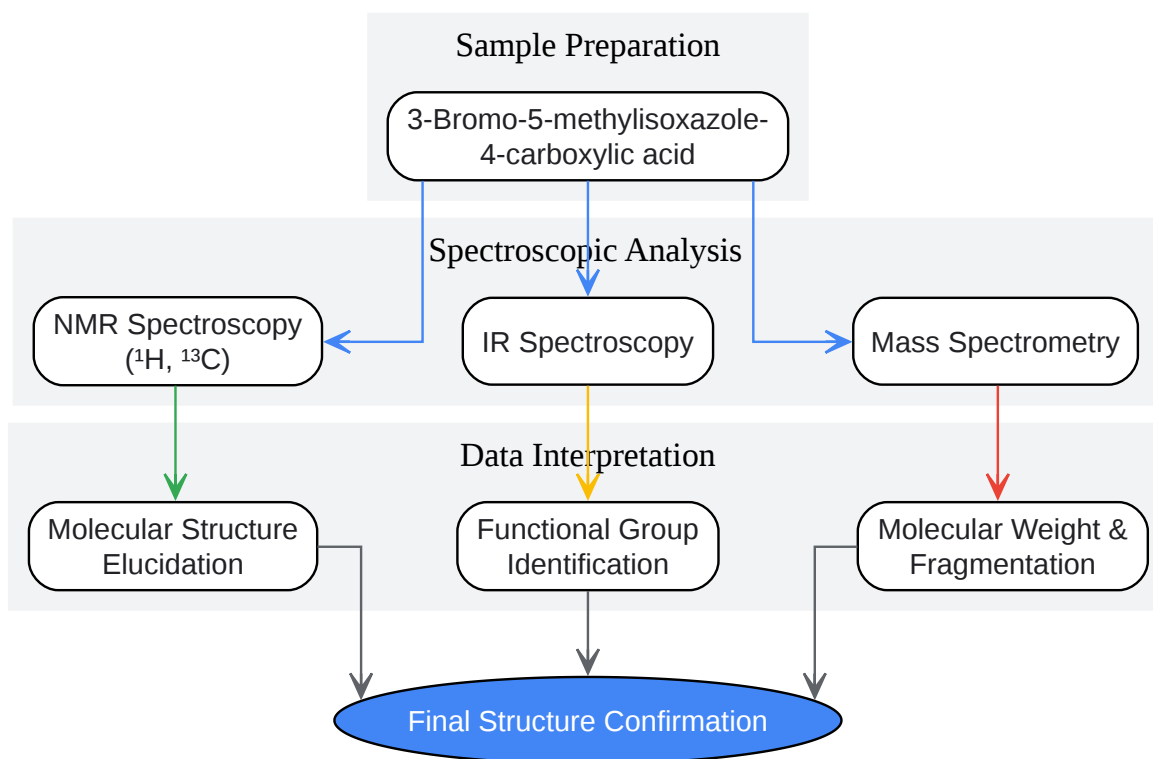 Sample Preparation
3-Bromo-5-methylisoxazole-
4-carboxylic acid
Spectroscopic Analysis
NMR Spectroscopy
(¹H, ¹³C)
IR Spectroscopy
Mass Spectrometry
Data Interpretation
Molecular Structure
Elucidation
Functional Group
Identification
Molecular Weight &
Fragmentation
Final Structure Confirmation